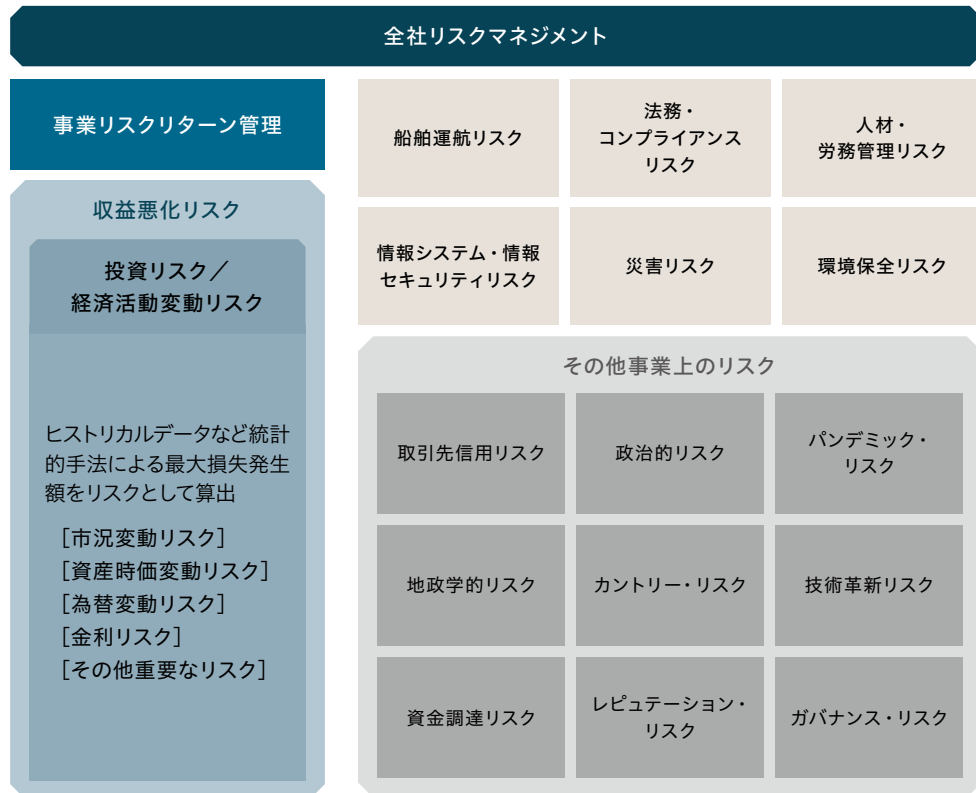 全社リスクマネジメント
事業リスクリターン管理
収益悪化リスク
投資リスク／
経済活動変動リスク
ヒストリカルデータなど統計
的手法による最大損失発生
額をリスクとして算出
［市況変動リスク］
［資産時価変動リスク］
［為替変動リスク］
［金利リスク］
［その他重要なリスク］
船舶運航リスク
法務・
コンプライアンス
リスク
人材・
労務管理リスク
情報システム・情報
セキュリティリスク
災害リスク
環境保全リスク
その他事業上のリスク
取引先信用リスク
政治的リスク
パンデミック・
リスク
地政学的リスク
カントリー・リスク
技術革新リスク
資金調達リスク
レピュテーション・
リスク
ガバナンス・リスク